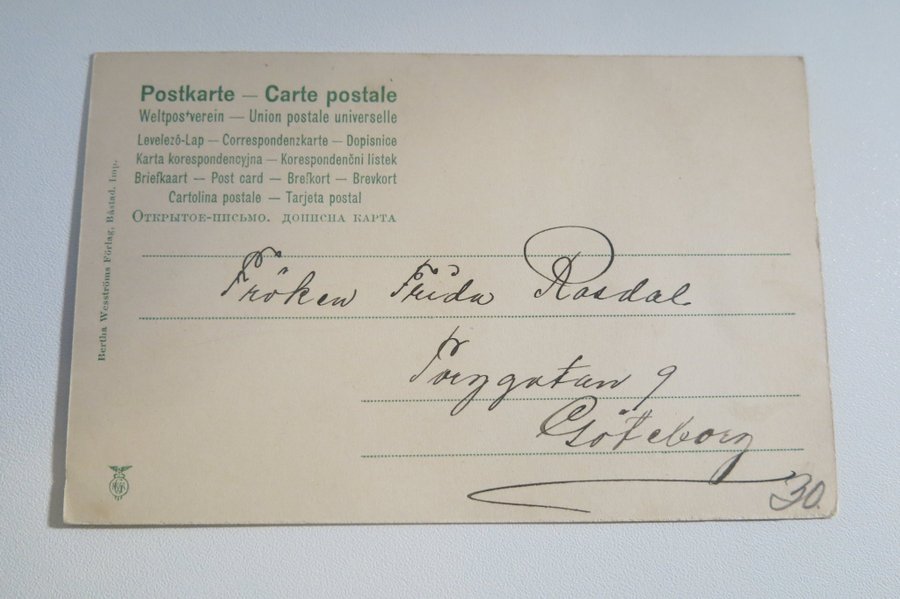 Postkarte — Carte postale
Weltpostverein — Union postale universelle
Levelező-Lap — Correspondenzkarte — Dopisnice
Karta korespondencyjna — Korespondenční lístek
Briefkaart — Post card — Brefkort — Brevkort
Cartolina postale — Tarjeta postal
Открытое-письмо. дописна карта
Bertha Wesströms Förlag, Båstad. Imp.
Fröken Frida Rosdal
Torggatan 9
Göteborg
30